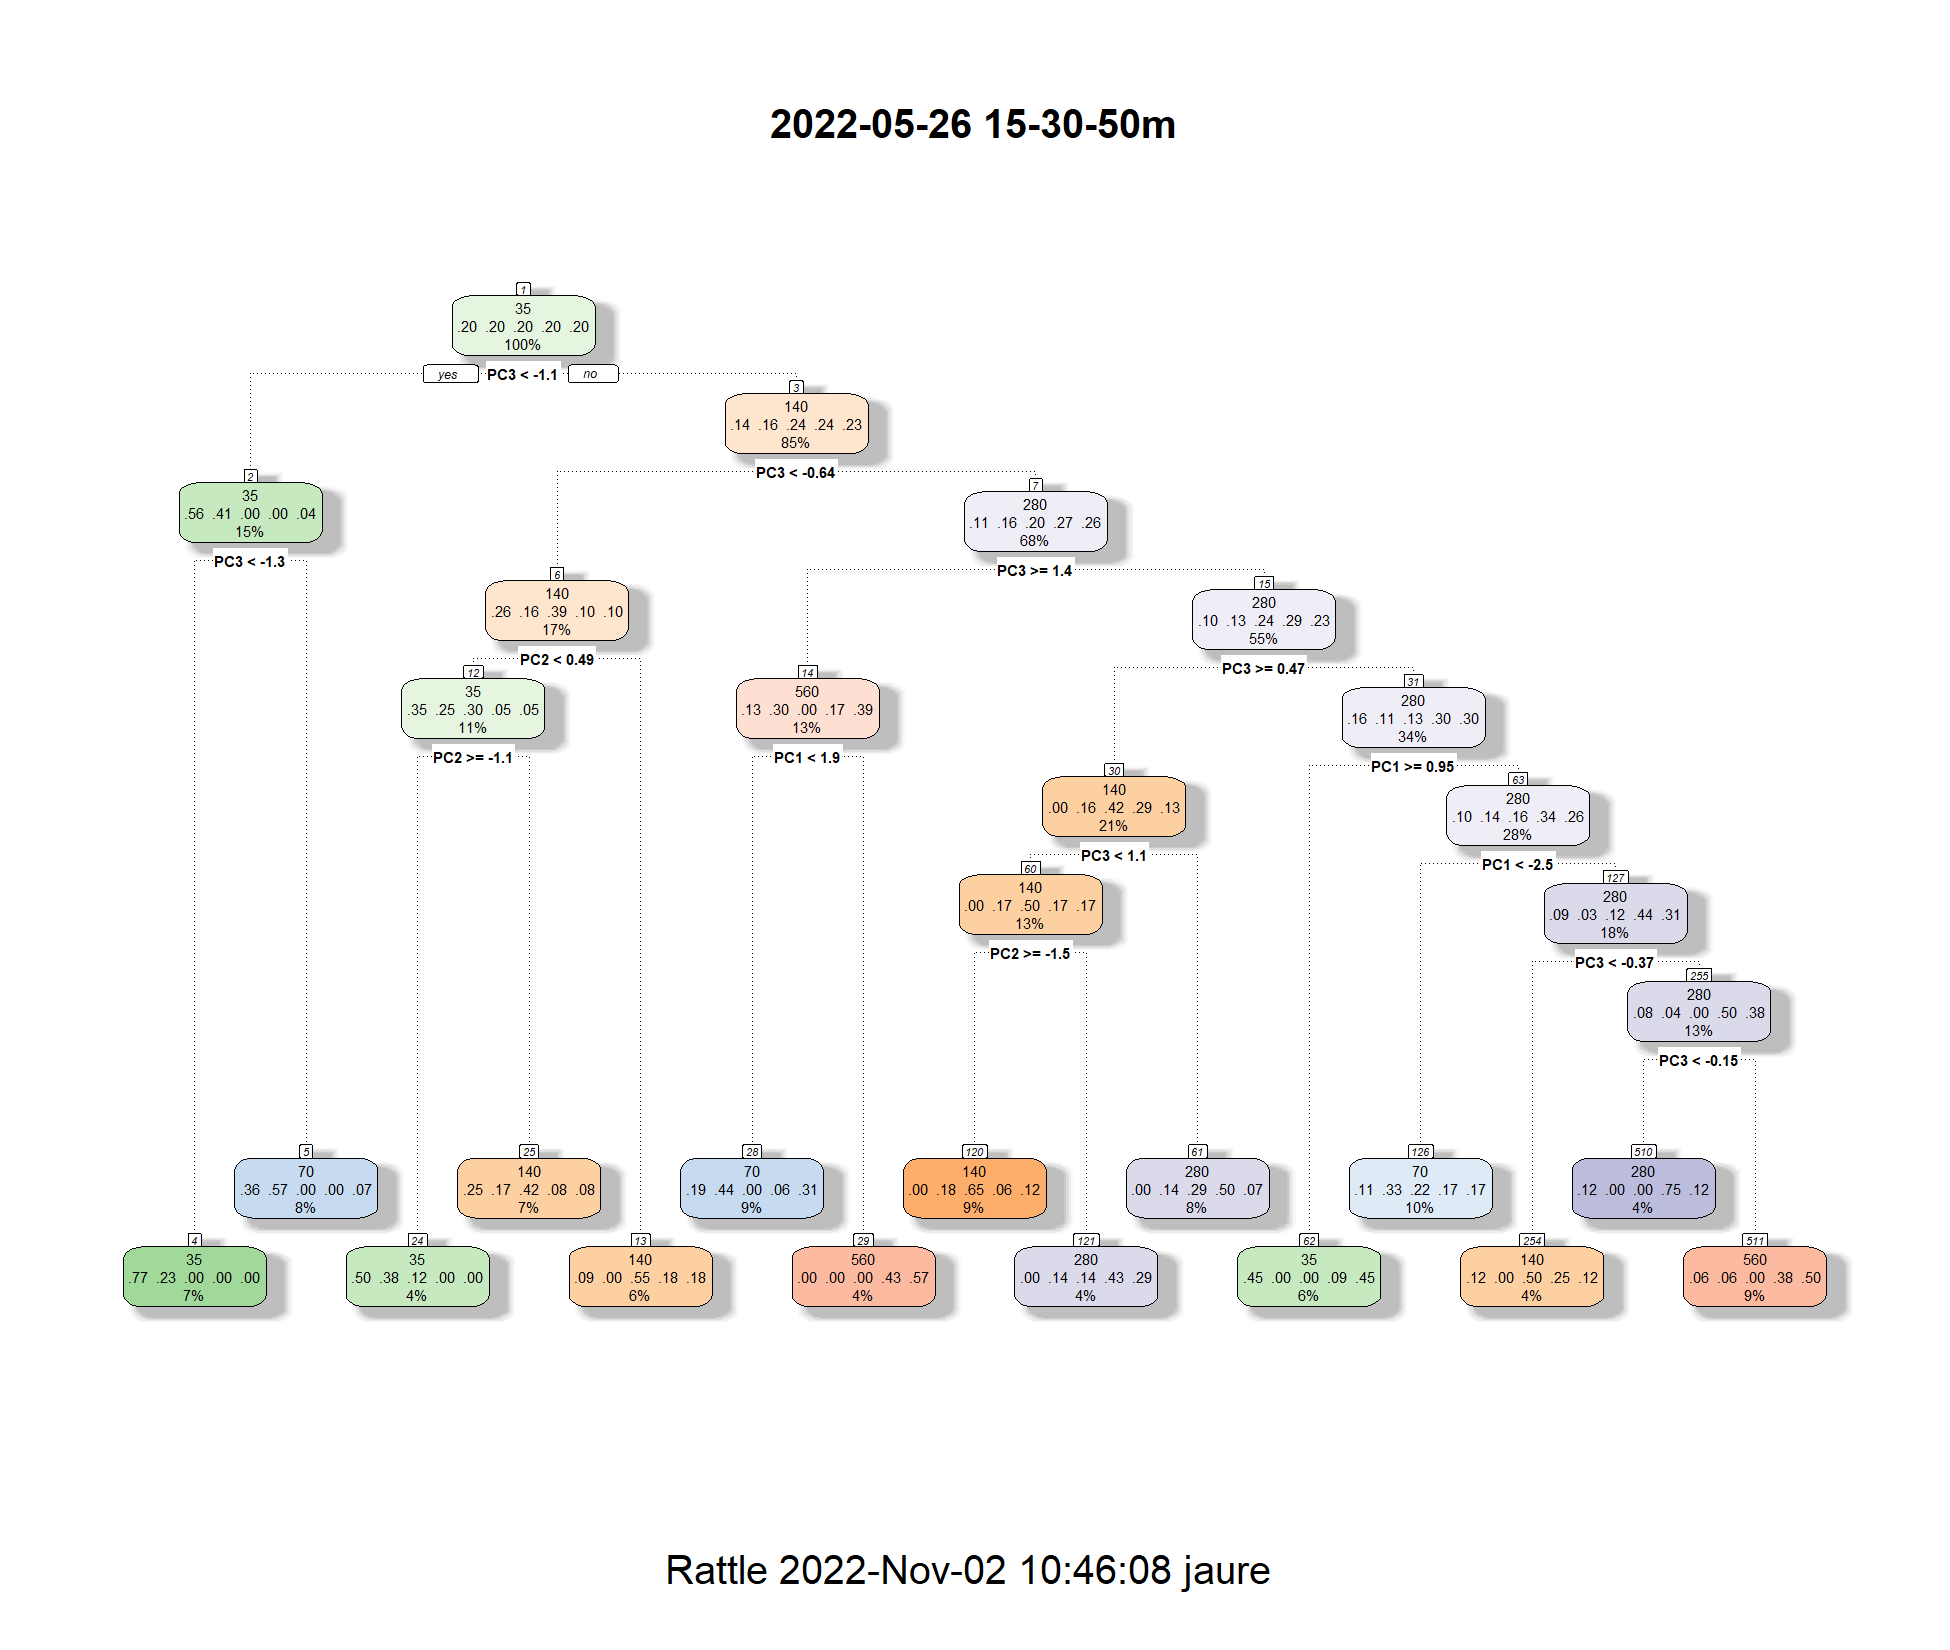 2022-05-26 15-30-50m
1
35
.20 .20 .20 .20 .20
100%
yes PC3 < -1.1 no
3
140
.14 .16 .24 .24 .23
85%
PC3 < -0.64
2
35
.56 .41 .00 .00 .04
15%
PC3 < -1.3
7
280
.11 .16 .20 .27 .26
68%
PC3 >= 1.4
6
140
.26 .16 .39 .10 .10
17%
PC2 < 0.49
15
280
.10 .13 .24 .29 .23
55%
PC3 >= 0.47
12
35
.35 .25 .30 .05 .05
11%
PC2 >= -1.1
14
560
.13 .30 .00 .17 .39
13%
PC1 < 1.9
31
280
.16 .11 .13 .30 .30
34%
PC1 >= 0.95
30
140
.00 .16 .42 .29 .13
21%
PC3 < 1.1
63
280
.10 .14 .16 .34 .26
28%
PC1 < -2.5
60
140
.00 .17 .50 .17 .17
13%
PC2 >= -1.5
127
280
.09 .03 .12 .44 .31
18%
PC3 < -0.37
255
280
.08 .04 .00 .50 .38
13%
PC3 < -0.15
5
70
.36 .57 .00 .00 .07
8%
25
140
.25 .17 .42 .08 .08
7%
28
70
.19 .44 .00 .06 .31
9%
120
140
.00 .18 .65 .06 .12
9%
61
280
.00 .14 .29 .50 .07
8%
126
70
.11 .33 .22 .17 .17
10%
510
280
.12 .00 .00 .75 .12
4%
4
35
.77 .23 .00 .00 .00
7%
24
35
.50 .38 .12 .00 .00
4%
13
140
.09 .00 .55 .18 .18
6%
29
560
.00 .00 .00 .43 .57
4%
121
280
.00 .14 .14 .43 .29
4%
62
35
.45 .00 .00 .09 .45
6%
254
140
.12 .00 .50 .25 .12
4%
511
560
.06 .06 .00 .38 .50
9%
Rattle 2022-Nov-02 10:46:08 jaure